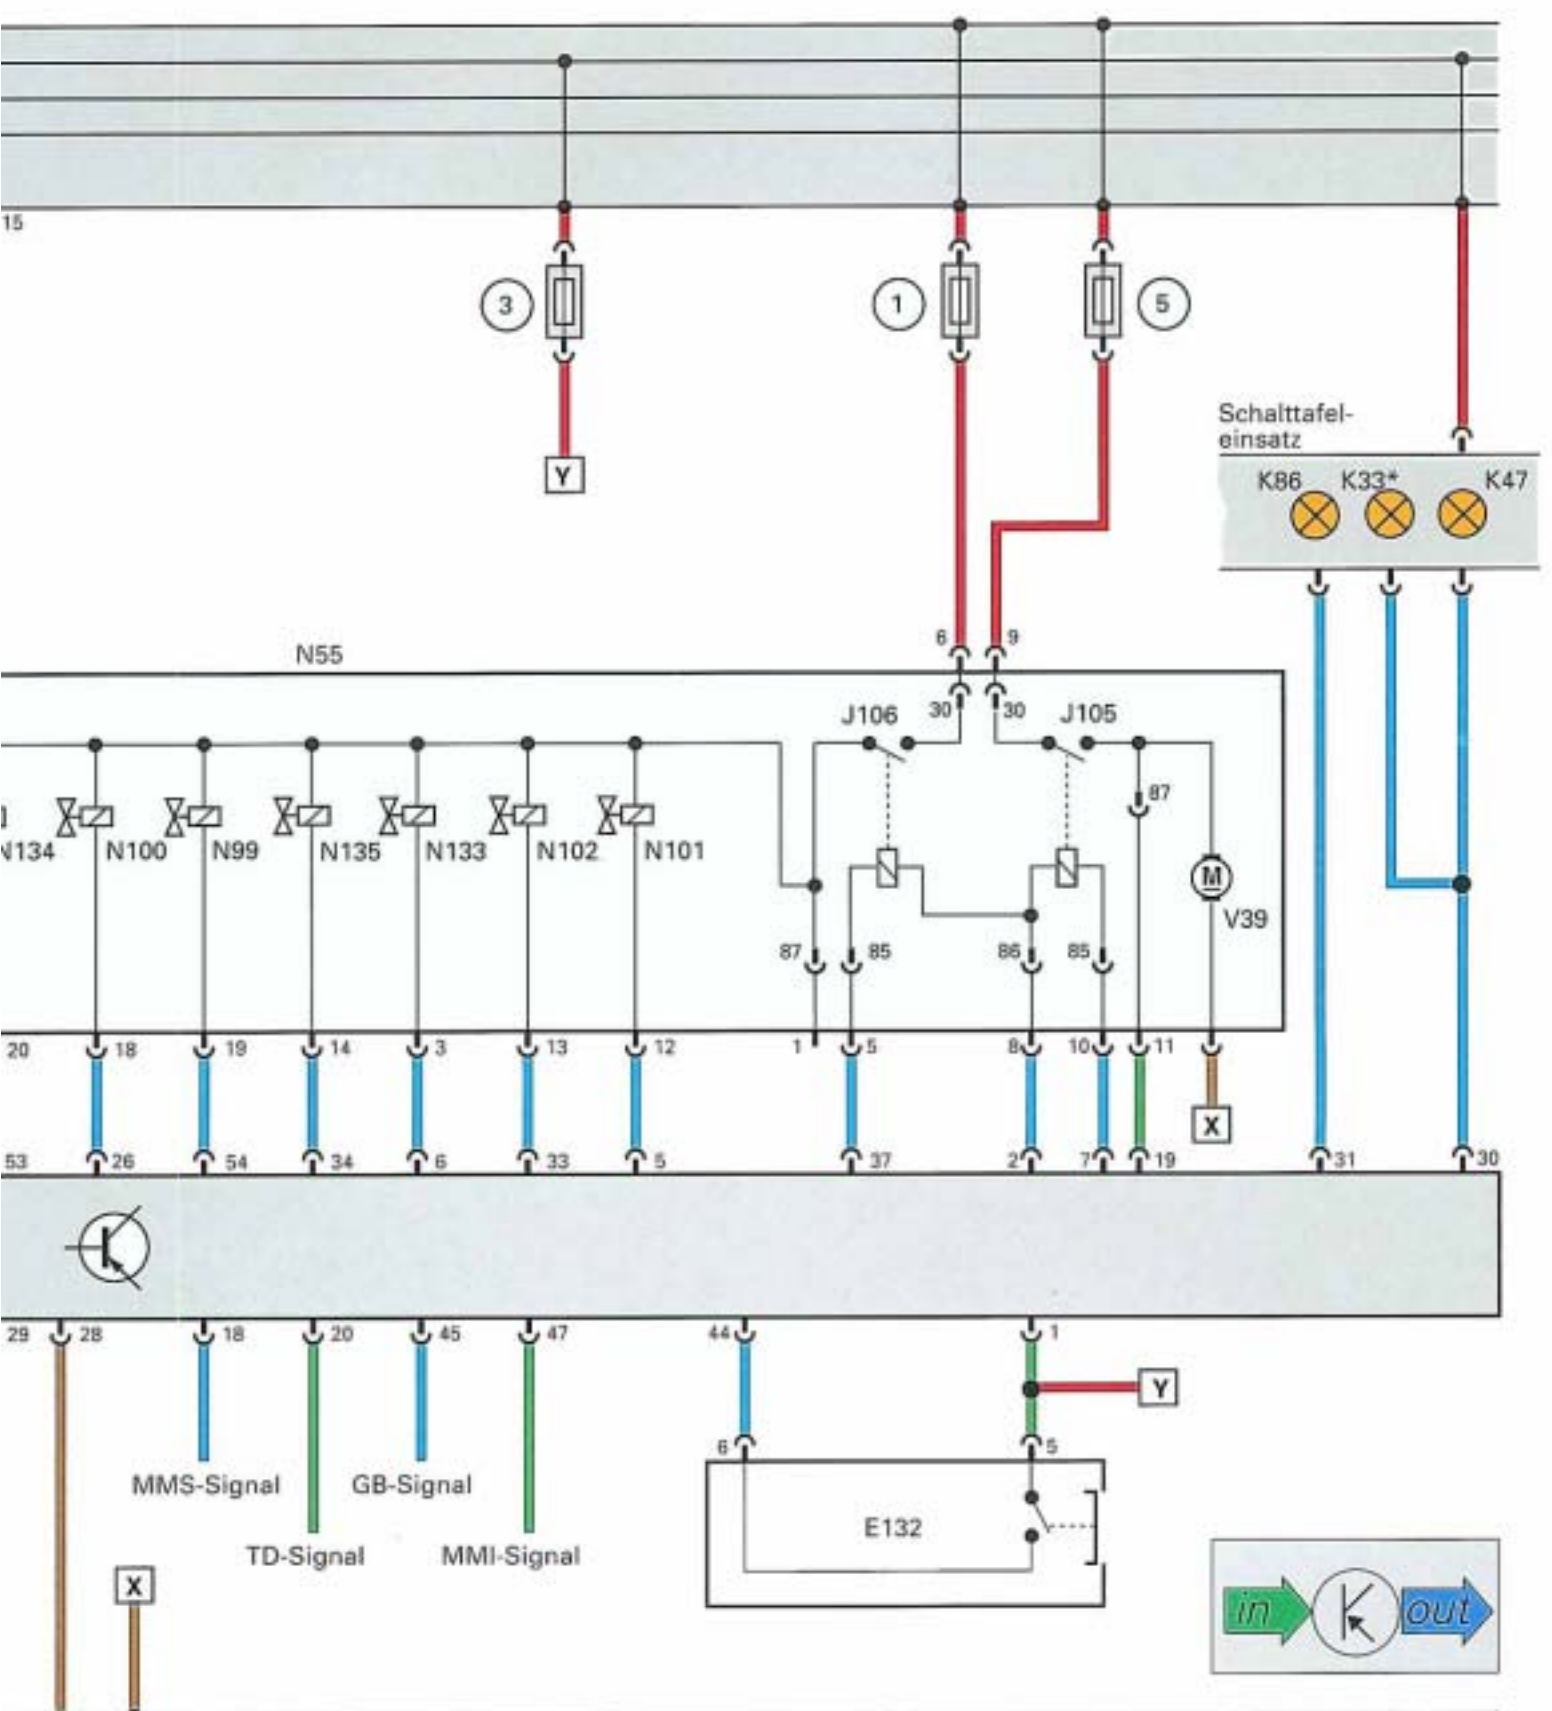 15
3
1
5
Y
Schalttafel-
einsatz
K86 K33* K47
N55
6 9
J106 30 30 J105
87
N134 N100 N99 N135 N133 N102 N101
M
V39
87 85 86 85
20 18 19 14 3 13 12 1 5 8 10 11
X
53 26 54 34 6 33 5 37 2 7 19 31 30
29 28 18 20 45 47 44 1
Y
6 5
MMS-Signal GB-Signal
E132
TD-Signal MMI-Signal
X
in out